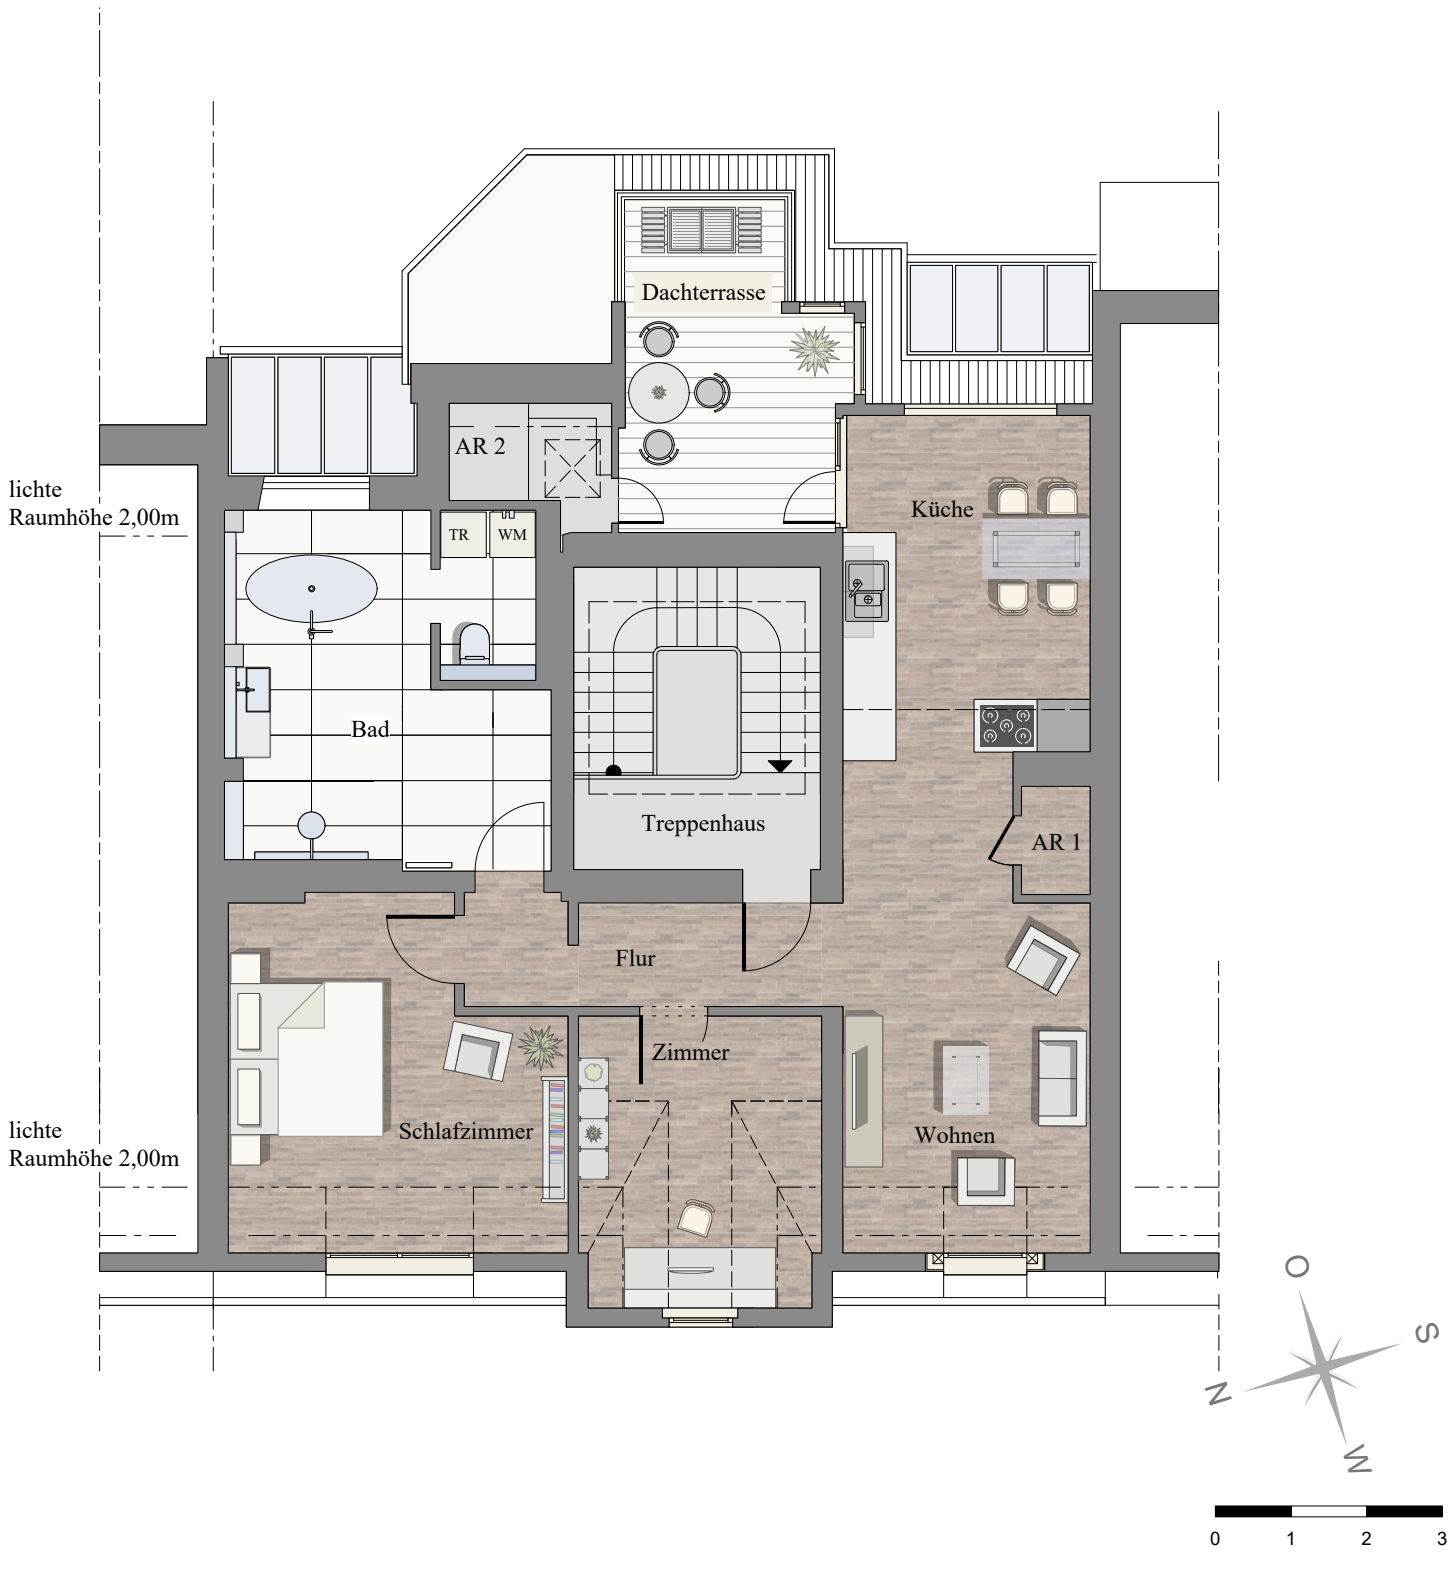 Dachterrasse
AR 2
lichte
Raumhöhe 2,00m
Küche
TR
WM
Bad
Treppenhaus
AR 1
Flur
Zimmer
Schlafzimmer
Wohnen
lichte
Raumhöhe 2,00m
O
S
N
W
0 1 2 3